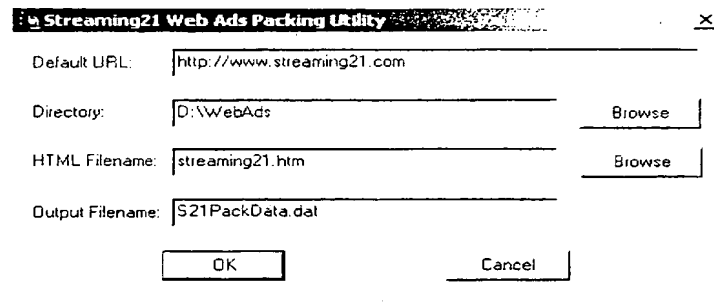 Streaming21 Web Ads Packing Utility
Default URL: http://www.streaming21.com
Directory: D:\WebAds Browse
HTML Filename: streaming21.htm Browse
Output Filename: S21PackData.dat
OK Cancel